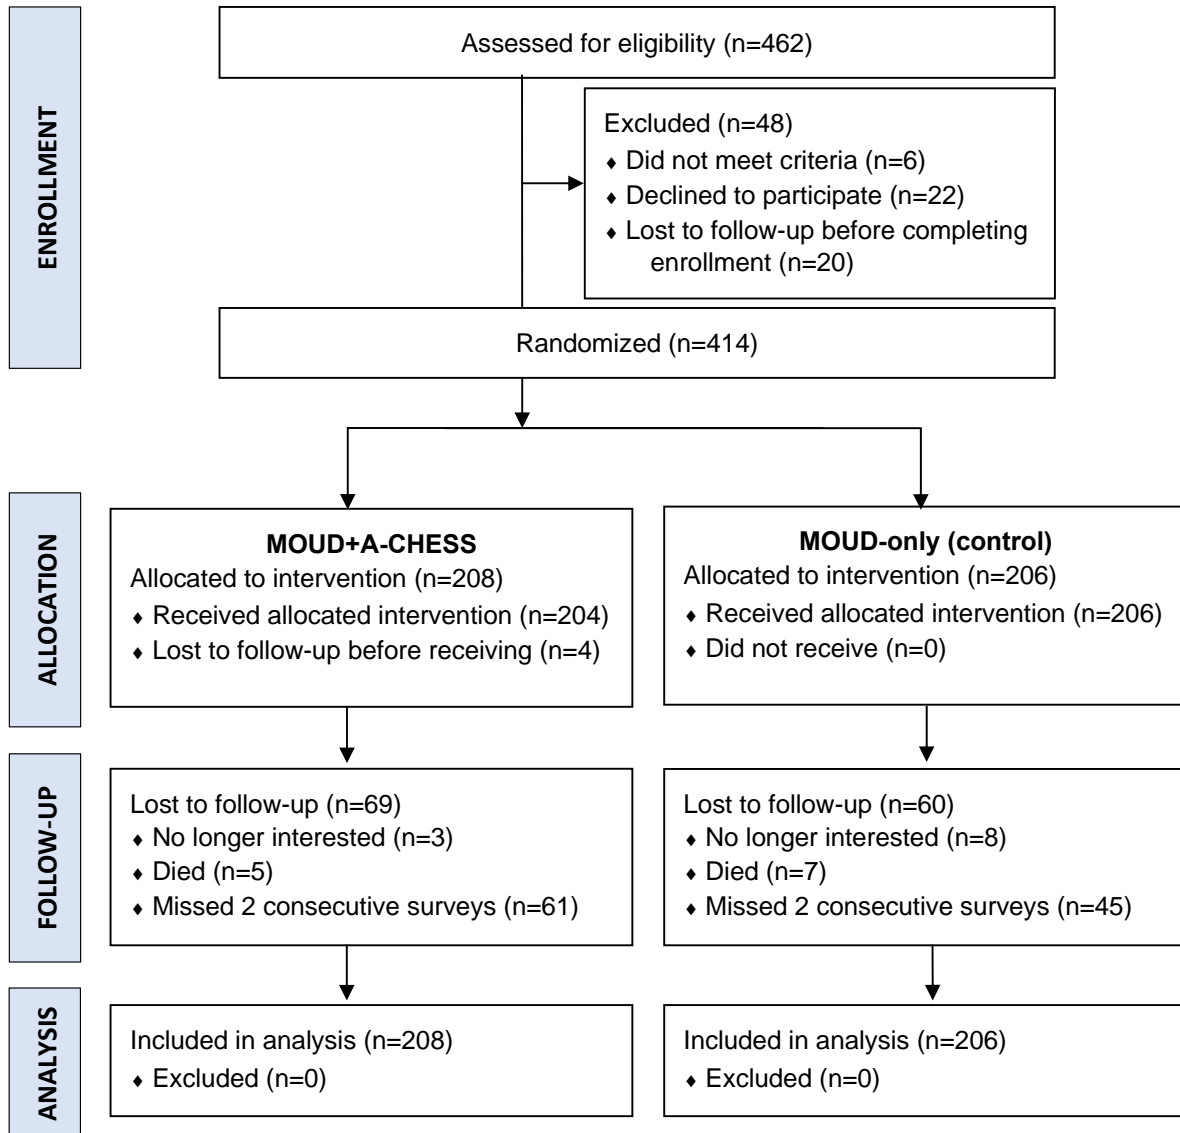 ENROLLMENT
Assessed for eligibility (n=462)
Excluded (n=48)
♦ Did not meet criteria (n=6)
♦ Declined to participate (n=22)
♦ Lost to follow-up before completing
enrollment (n=20)
Randomized (n=414)
ALLOCATION
MOUD+A-CHESS
Allocated to intervention (n=208)
♦ Received allocated intervention (n=204)
♦ Lost to follow-up before receiving (n=4)
MOUD-only (control)
Allocated to intervention (n=206)
♦ Received allocated intervention (n=206)
♦ Did not receive (n=0)
FOLLOW-UP
Lost to follow-up (n=69)
♦ No longer interested (n=3)
♦ Died (n=5)
♦ Missed 2 consecutive surveys (n=61)
Lost to follow-up (n=60)
♦ No longer interested (n=8)
♦ Died (n=7)
♦ Missed 2 consecutive surveys (n=45)
ANALYSIS
Included in analysis (n=208)
♦ Excluded (n=0)
Included in analysis (n=206)
♦ Excluded (n=0)